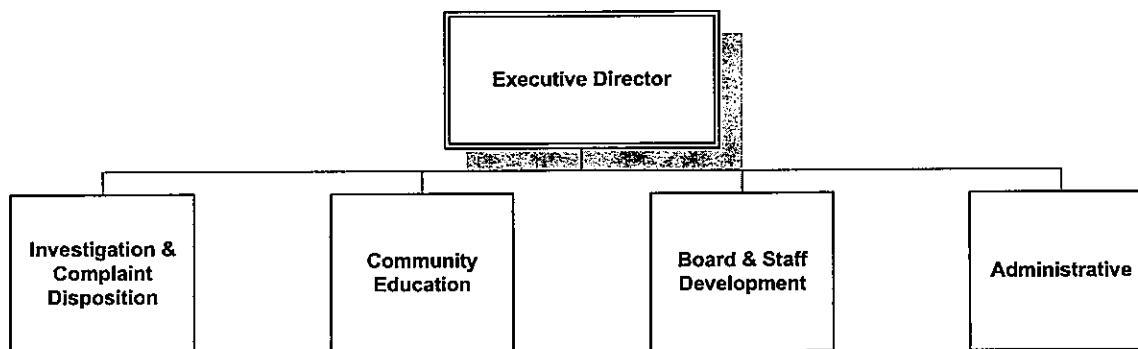 Executive Director
Investigation &
Complaint
Disposition
Community
Education
Board & Staff
Development
Administrative